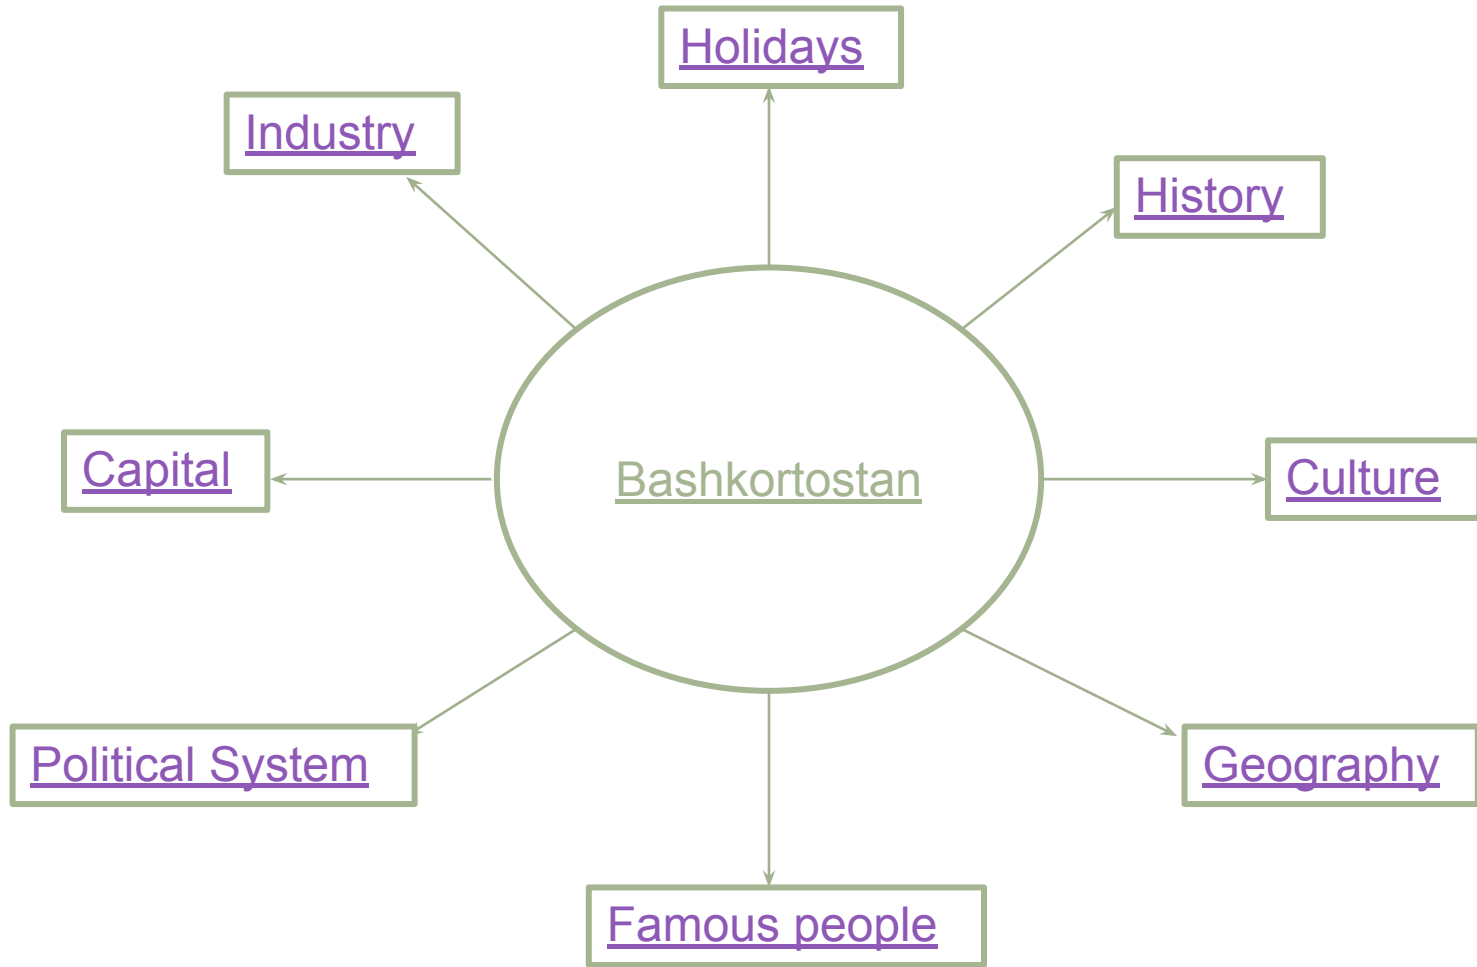 Holidays
Industry
History
Capital
Bashkortostan
Culture
Political System
Geography
Famous people